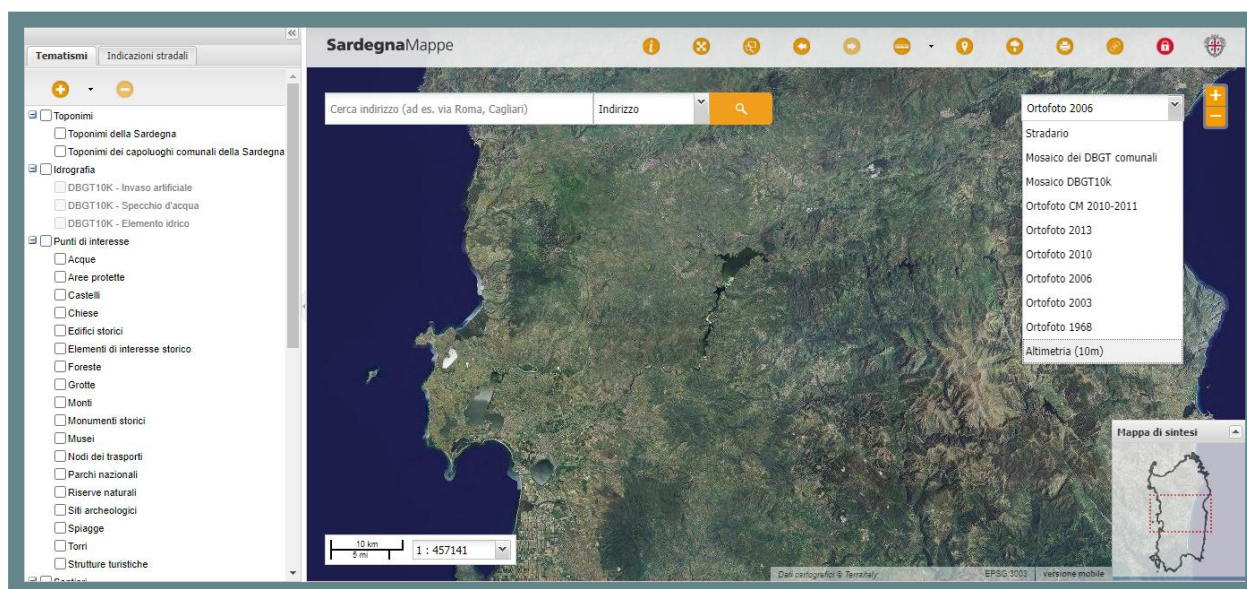 Tematismi
Indicazioni stradali
Toponimi
Toponimi della Sardegna
Toponimi dei capoluoghi comunali della Sardegna
Idrografia
DBGT10K - Invaso artificiale
DBGT10K - Specchio d'acqua
DBGT10K - Elemento idrico
Punti di interesse
Acque
Aree protette
Castelli
Chiese
Edifici storici
Elementi di interesse storico
Foreste
Grotte
Monti
Monumenti storici
Musei
Nodi dei trasporti
Parchi nazionali
Riserve naturali
Siti archeologici
Spiagge
Torri
Strutture turistiche
SardegnaMappe
Cerca indirizzo (ad es. via Roma, Cagliari)
Indirizzo
Ortofoto 2006
Stradario
Mosaico dei DBGT comunali
Mosaico DBGT10k
Ortofoto CM 2010-2011
Ortofoto 2013
Ortofoto 2010
Ortofoto 2006
Ortofoto 2003
Ortofoto 1968
Altimetria (10m)
Mappa di sintesi
10 km
5 mi
1 : 457141
Dati cartografici © Terraitaly
EPSG 3003
versione mobile